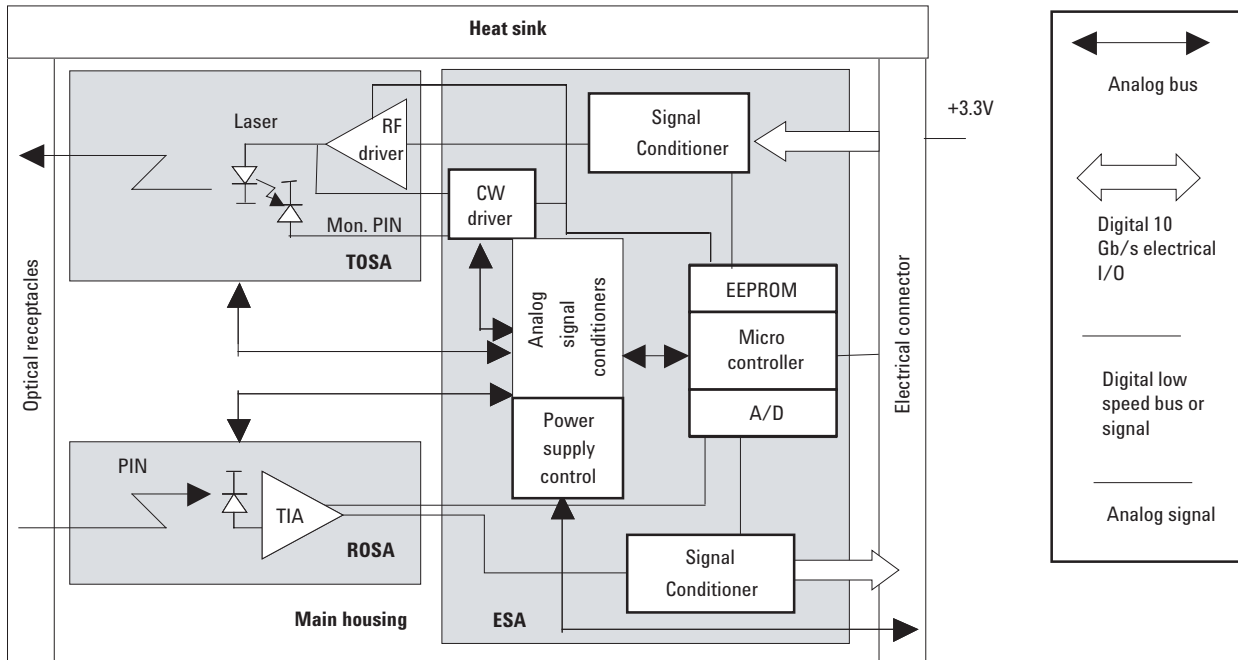 Heat sink
Optical receptacles
Laser
RF
driver
Mon. PIN
TOSA
Signal
Conditioner
CW
driver
Analog
signal
conditioners
EEPROM
Micro
controller
A/D
Power
supply
control
PIN
TIA
ROSA
Signal
Conditioner
Main housing
ESA
Electrical connector
+3.3V
Analog bus
Digital 10
Gb/s electrical
I/O
Digital low
speed bus or
signal
Analog signal